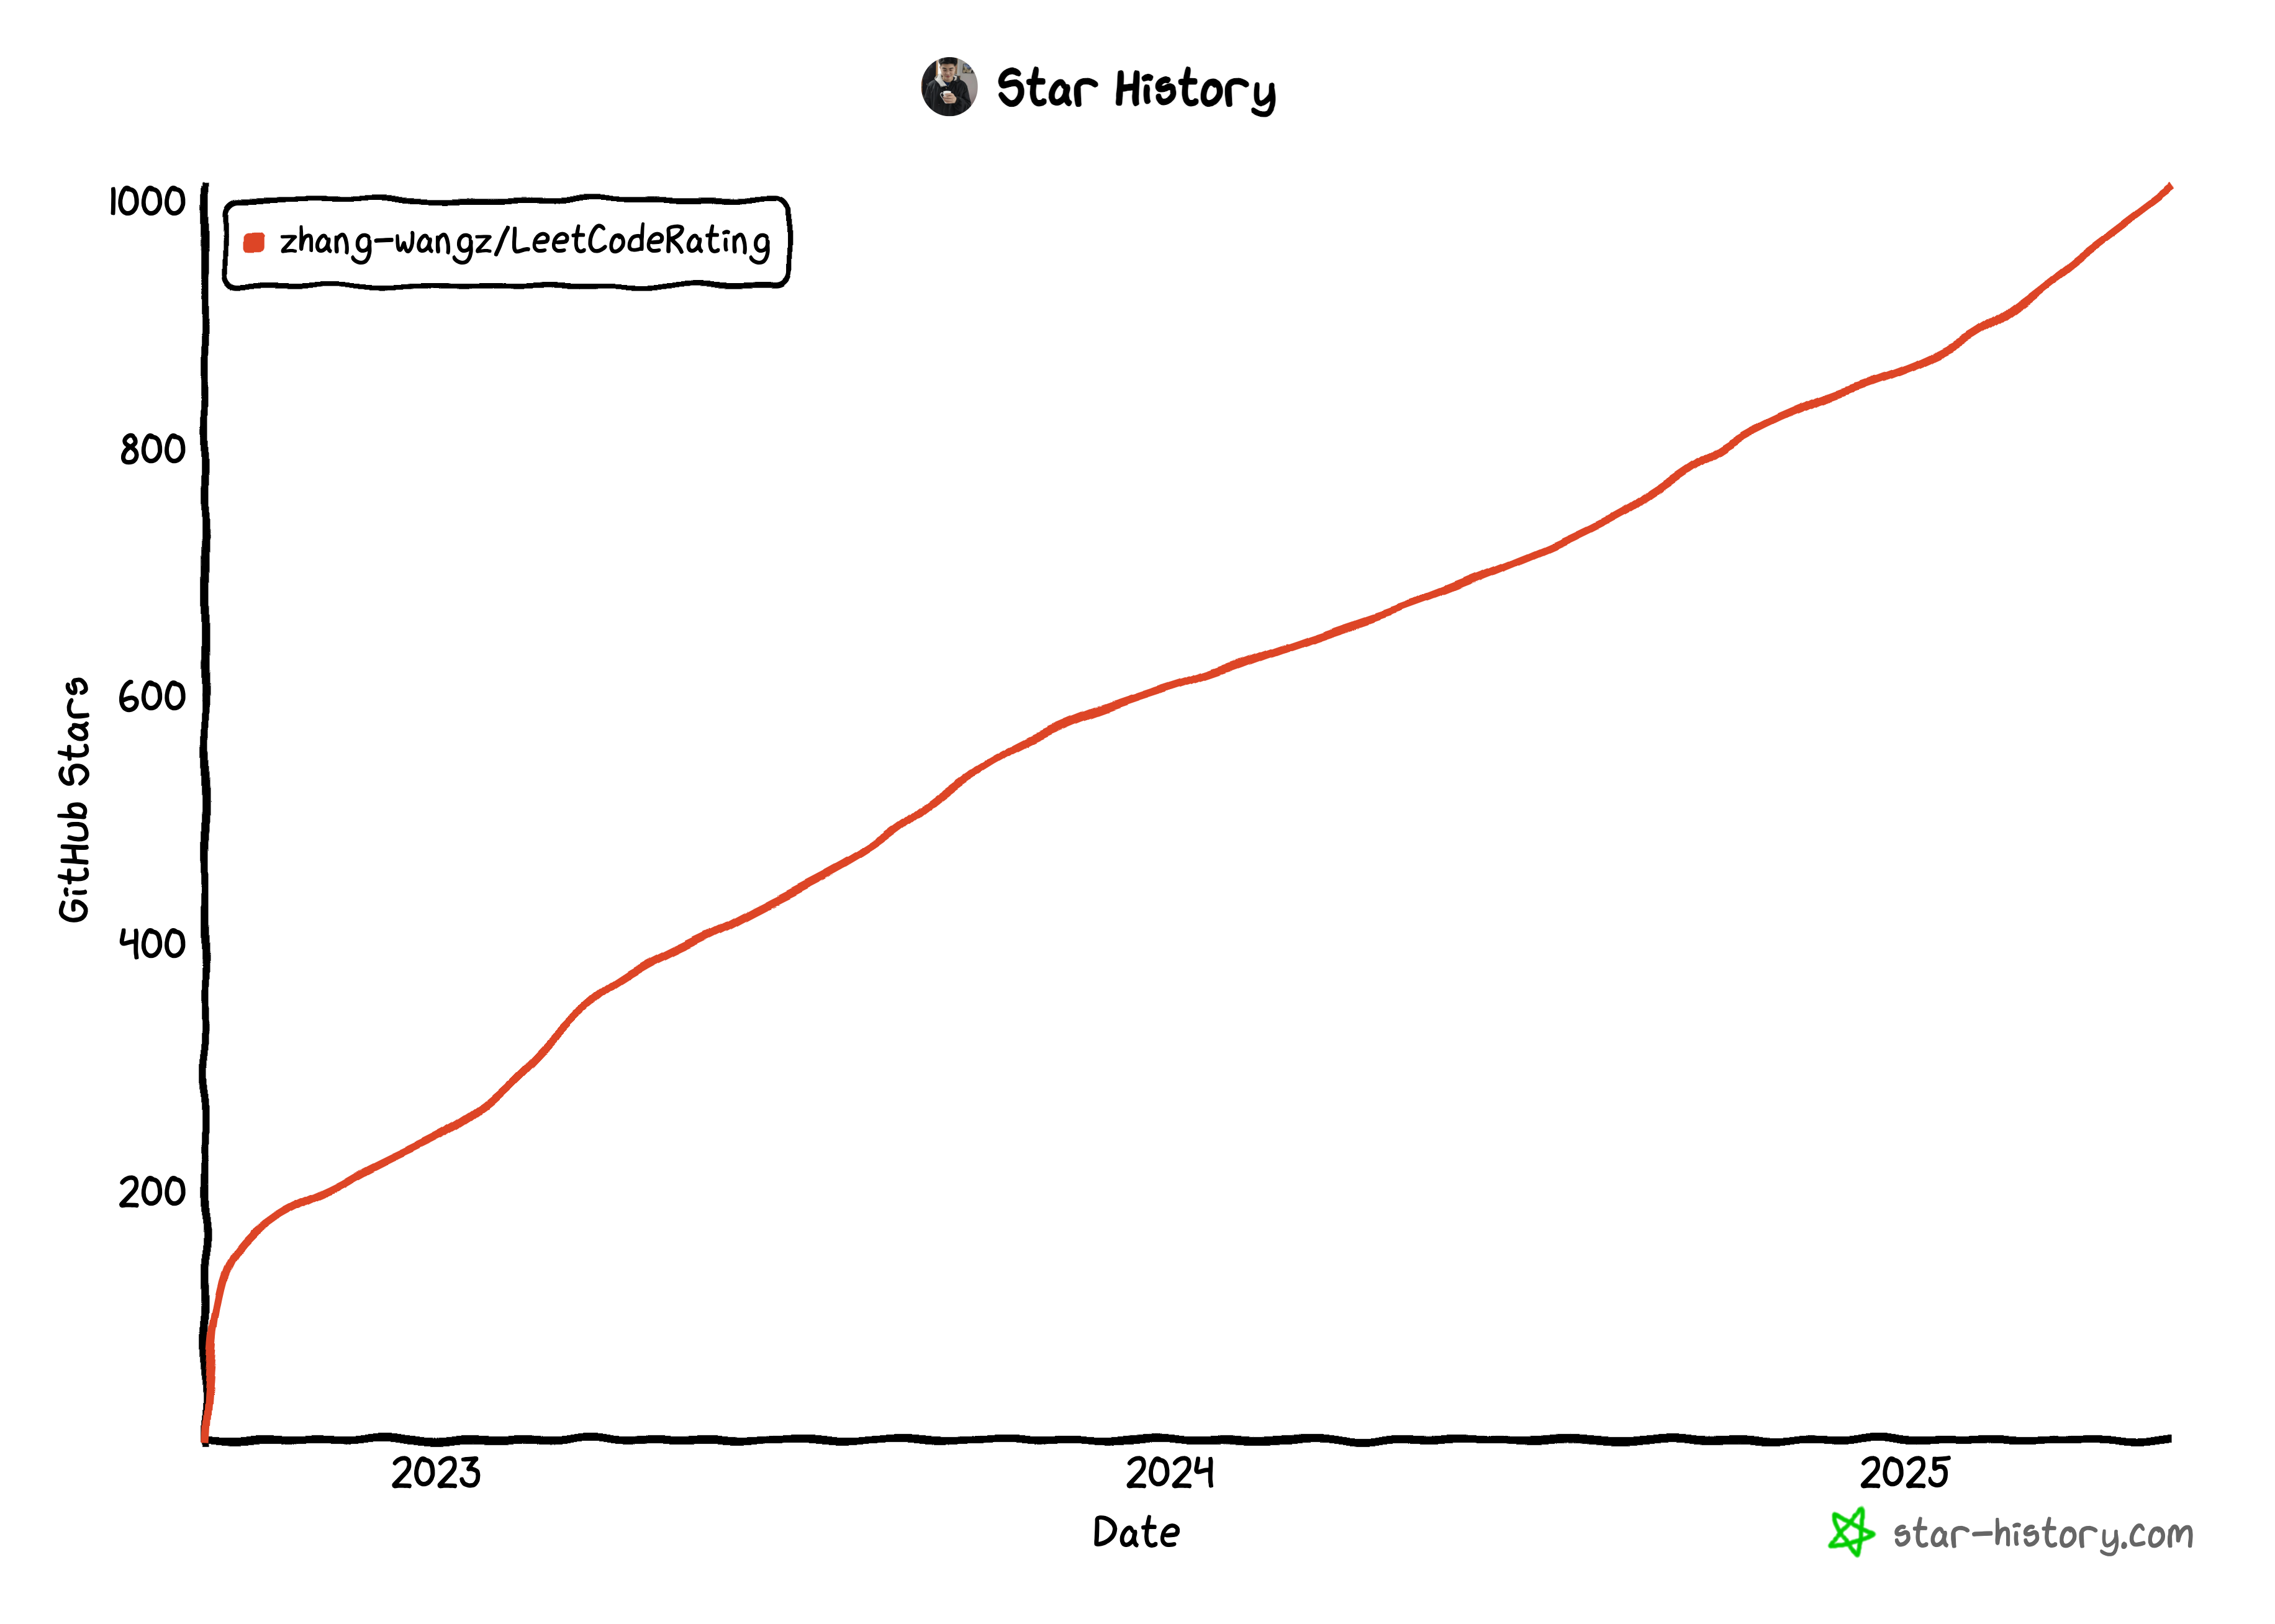 Star History
zhang-wangz/LeetCodeRating
1000
800
600
400
200
GitHub Stars
2023
2024
2025
Date
star-history.com